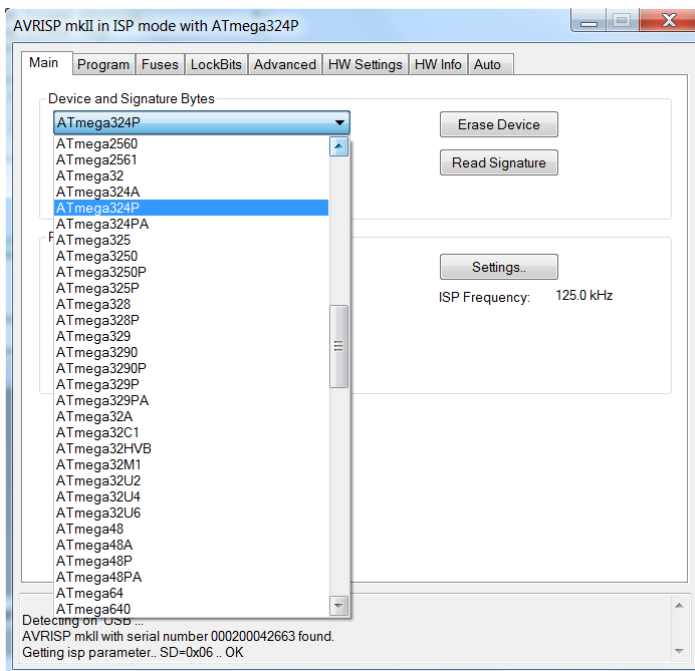 AVRISP mkII in ISP mode with ATmega324P
Main Program Fuses LockBits Advanced HW Settings HW Info Auto
Device and Signature Bytes
ATmega324P
Erase Device
Read Signature
ATmega2560
ATmega2561
ATmega32
ATmega324A
ATmega324P
ATmega324PA
ATmega325
ATmega3250
ATmega3250P
ATmega325P
ATmega328
ATmega328P
ATmega329
ATmega3290
ATmega3290P
ATmega329P
ATmega329PA
ATmega32A
ATmega32C1
ATmega32HVB
ATmega32M1
ATmega32U2
ATmega32U4
ATmega32U6
ATmega48
ATmega48A
ATmega48P
ATmega48PA
ATmega64
ATmega640
Settings..
ISP Frequency: 125.0 kHz
Detecting on 'USB'...
AVRISP mkII with serial number 000200042663 found.
Getting isp parameter.. SD=0x06 .. OK